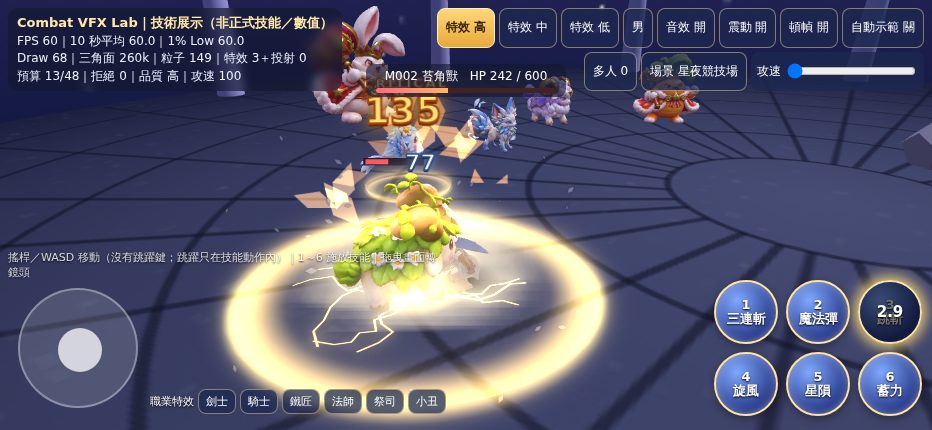 Combat VFX Lab｜技術展示（非正式技能／數值）
FPS 60｜10 秒平均 60.0｜1% Low 60.0
Draw 68｜三角面 260k｜粒子 149｜特效 3＋投射 0
預算 13/48｜拒絕 0｜品質 高｜攻速 100
特效 高
特效 中
特效 低
男
音效 開
震動 開
頓幀 開
自動示範 關
多人 0
場景 星夜競技場
攻速
M002 苔角獸 HP 242 / 600
135
77
搖桿／WASD 移動（沒有跳躍鍵；跳躍只在技能動作內）｜1～6 施放技能
鏡頭
1
三連斬
2
魔法彈
2.9
4
旋風
5
星隕
6
蓄力
職業特效
劍士
騎士
鐵匠
法師
祭司
小丑